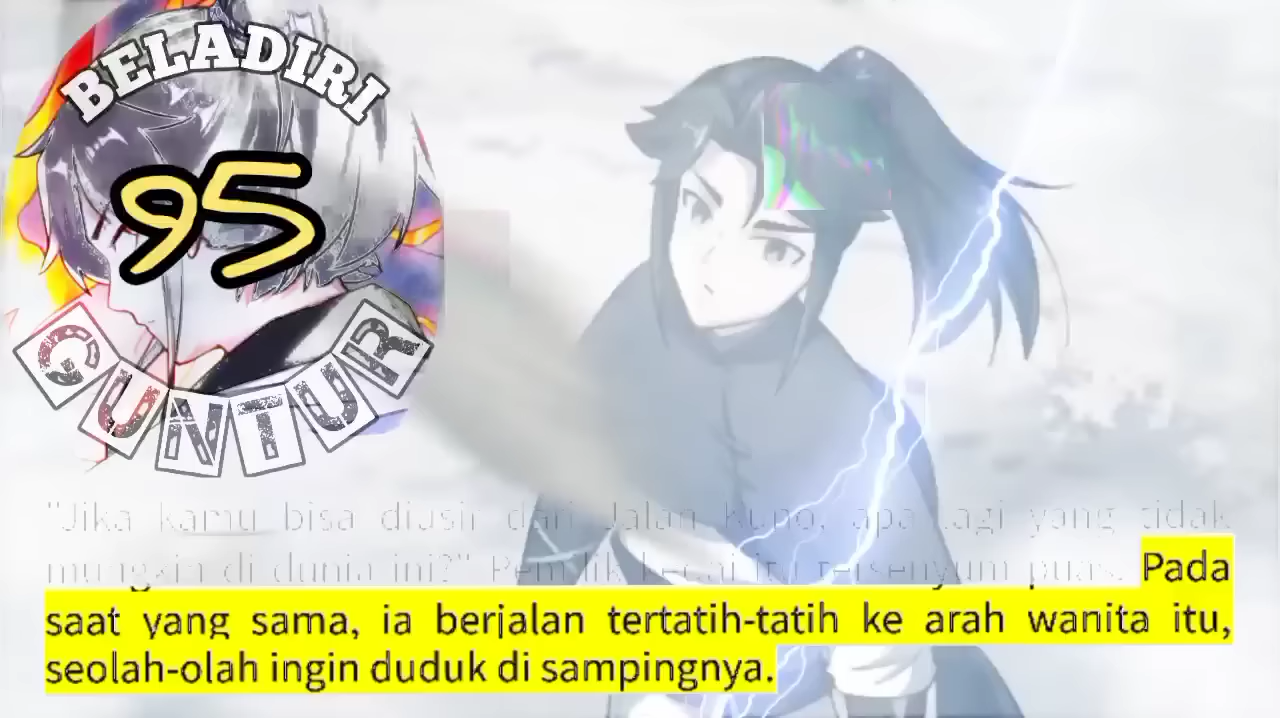 BELADIRI
95
GUNTUR
"Jika kamu bisa diusir dari Jalan Kuno, apa lagi yang tidak
mungkin di dunia ini?" Pemilik kedai itu tersenyum puas. Pada
saat yang sama, ia berjalan tertatih-tatih ke arah wanita itu,
seolah-olah ingin duduk di sampingnya.